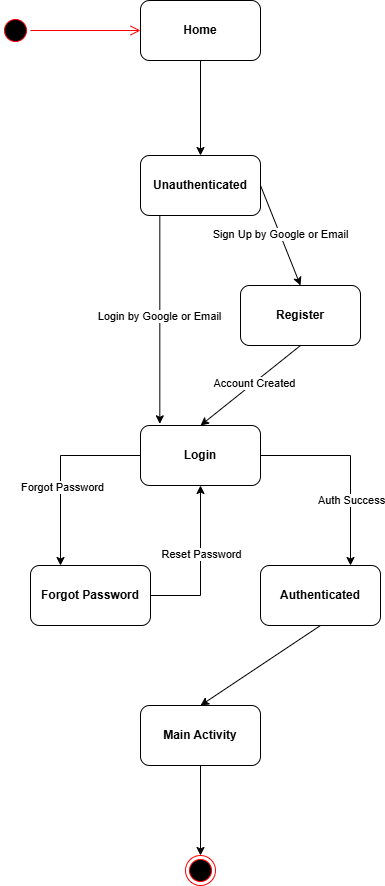 Home
Unauthenticated
Sign Up by Google or Email
Register
Login by Google or Email
Account Created
Login
Forgot Password
Auth Success
Reset Password
Forgot Password
Authenticated
Main Activity